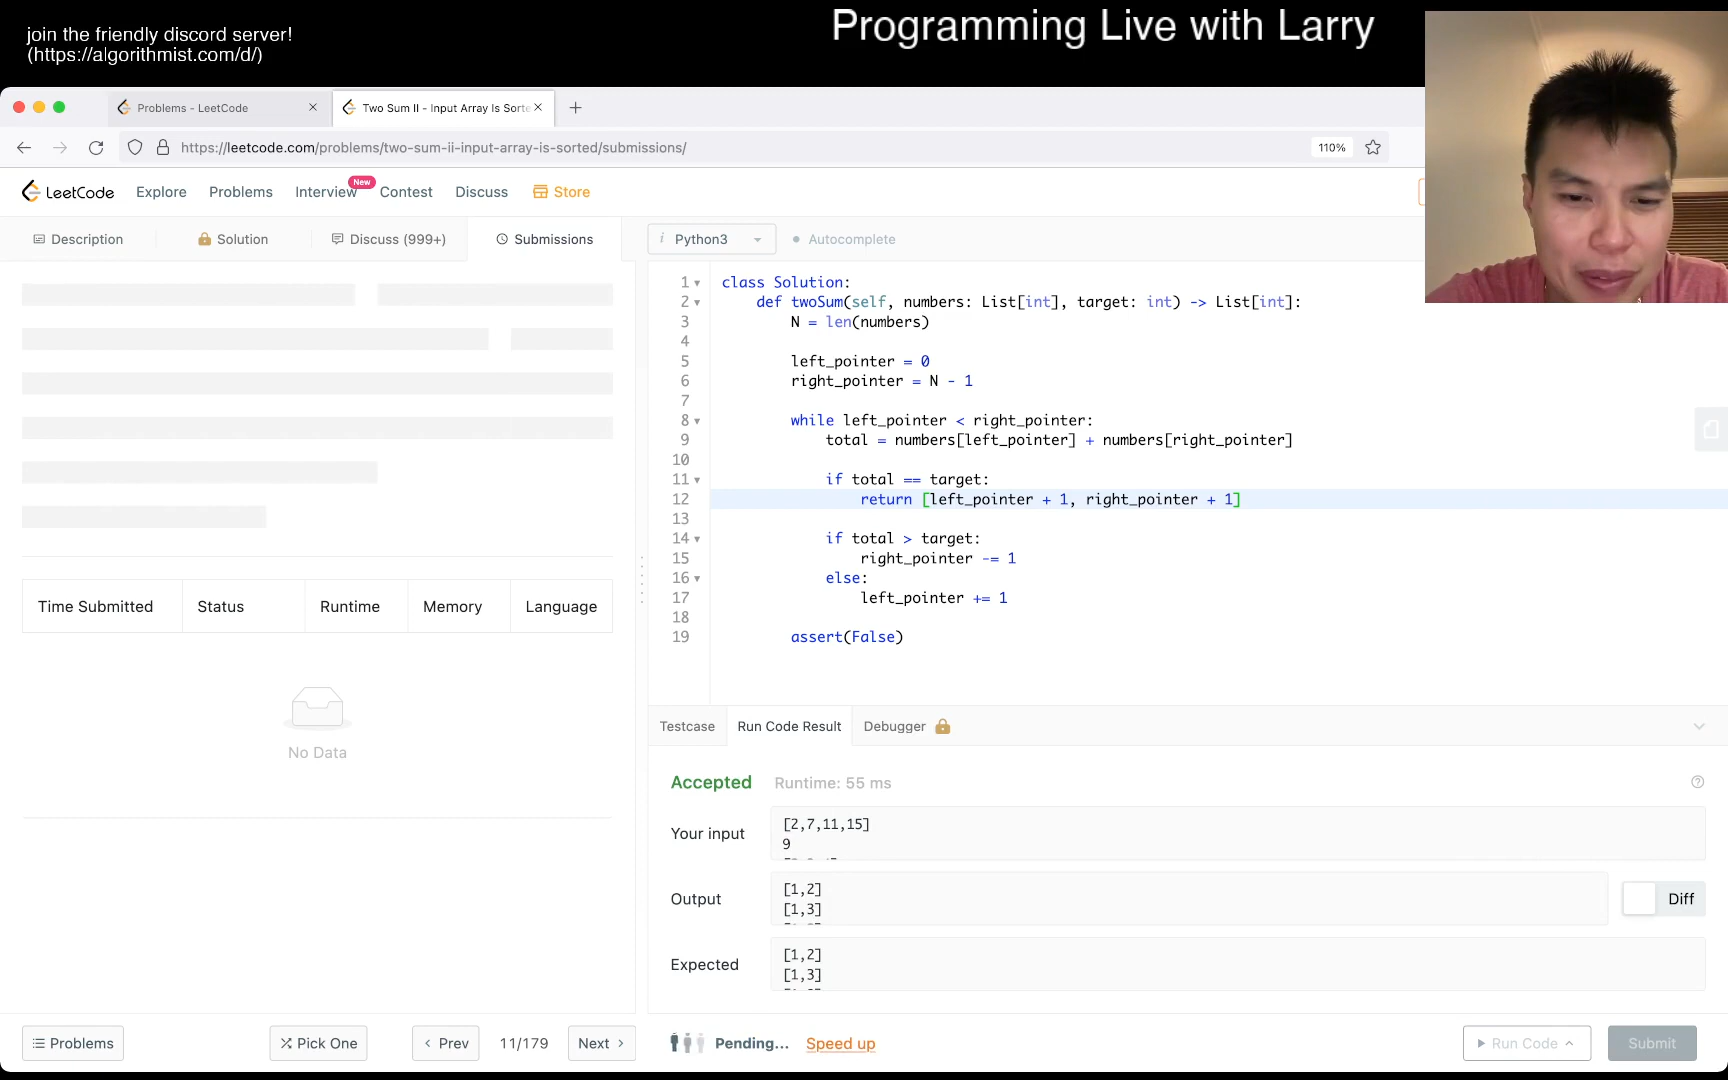 join the friendly discord server!
(https://algorithmist.com/d/)
Programming Live with Larry
Problems - LeetCode
Two Sum II - Input Array Is Sorte
https://leetcode.com/problems/two-sum-ii-input-array-is-sorted/submissions/
110%
LeetCode
Explore
Problems
Interview
New
Contest
Discuss
Store
Description
Solution
Discuss (999+)
Submissions
i Python3
Autocomplete
1 class Solution:
2 def twoSum(self, numbers: List[int], target: int) -> List[int]:
3 N = len(numbers)
4
5 left_pointer = 0
6 right_pointer = N - 1
7
8 while left_pointer < right_pointer:
9 total = numbers[left_pointer] + numbers[right_pointer]
10
11 if total == target:
12 return [left_pointer + 1, right_pointer + 1]
13
14 if total > target:
15 right_pointer -= 1
16 else:
17 left_pointer += 1
18
19 assert(False)
Time Submitted
Status
Runtime
Memory
Language
No Data
Testcase
Run Code Result
Debugger
Accepted
Runtime: 55 ms
Your input
[2,7,11,15]
9
Output
[1,2]
[1,3]
Diff
Expected
[1,2]
[1,3]
Problems
Pick One
Prev
11/179
Next
Pending...
Speed up
Run Code
Submit